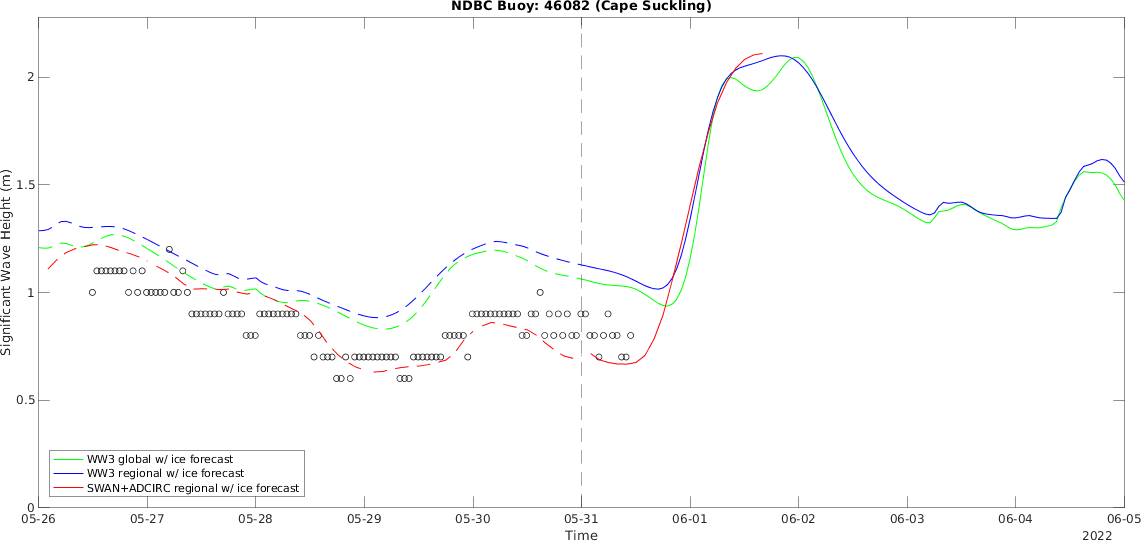 NDBC Buoy: 46082 (Cape Suckling)
Significant Wave Height (m)
2
1.5
1
0.5
0
WW3 global w/ ice forecast
WW3 regional w/ ice forecast
SWAN+ADCIRC regional w/ ice forecast
05-26 05-27 05-28 05-29 05-30 05-31 06-01 06-02 06-03 06-04 06-05
Time
2022